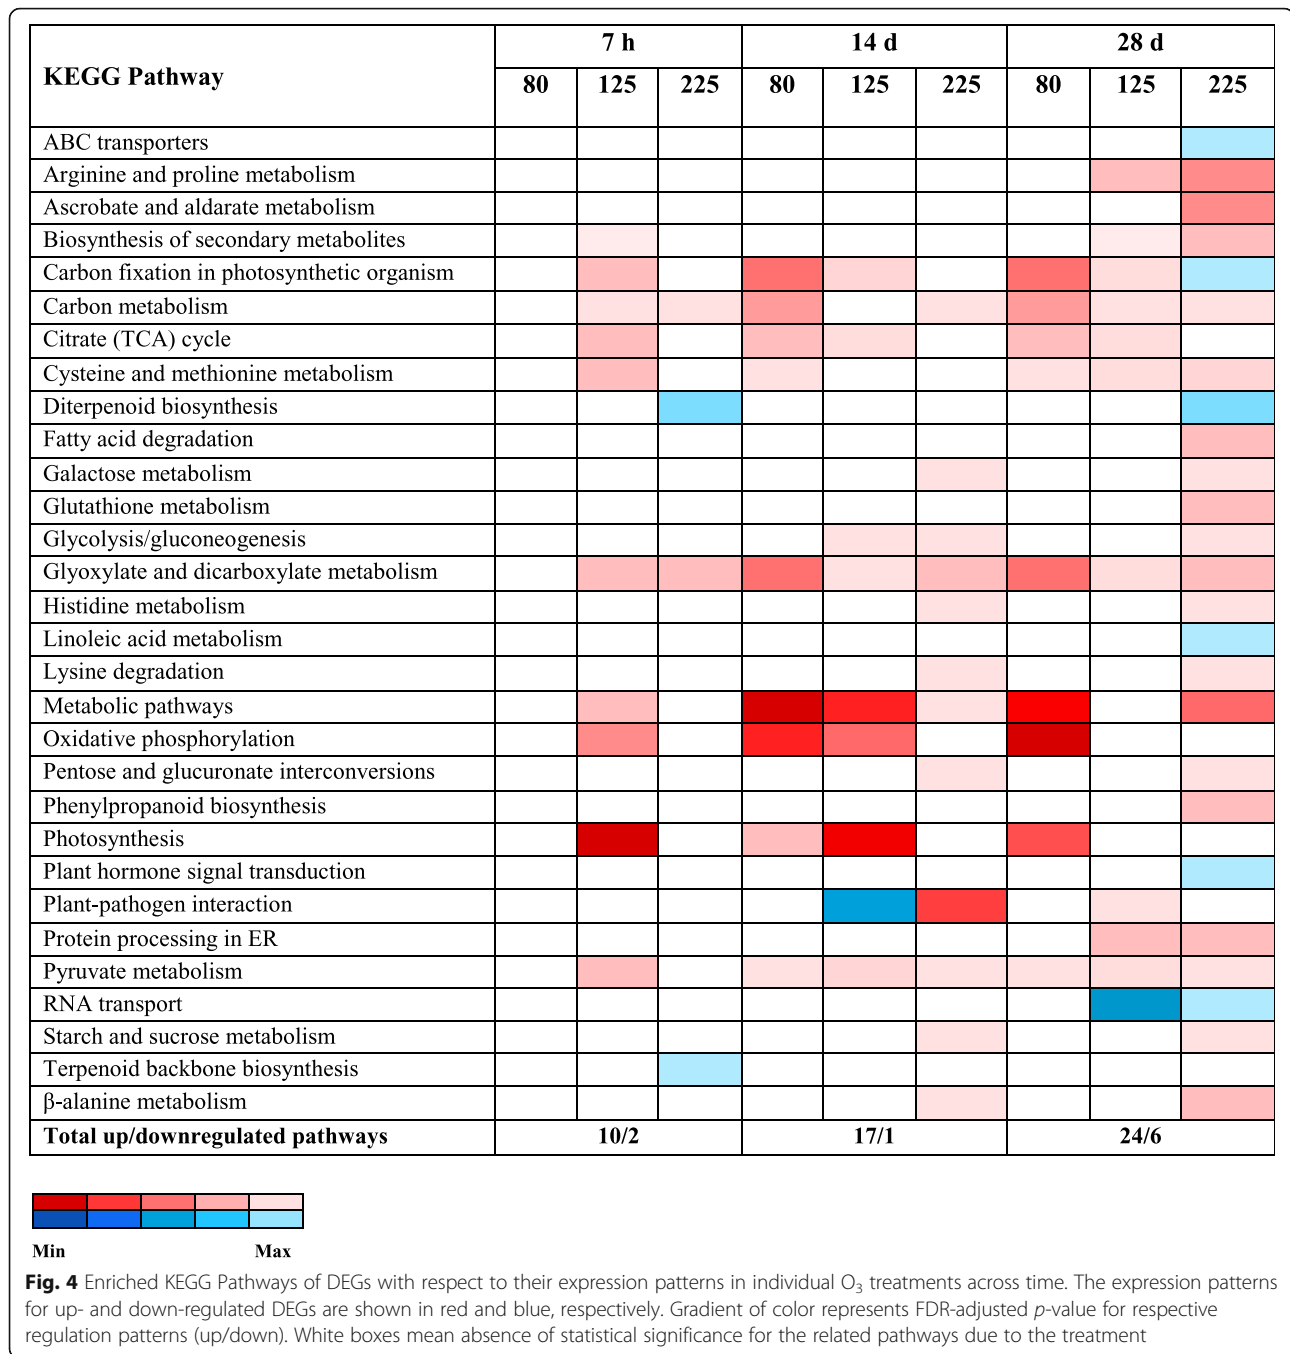 7 h 14 d 28 d
KEGG Pathway
80 125 225 80 125 225 80 125 225
ABC transporters
Arginine and proline metabolism
Ascrobate and aldarate metabolism
Biosynthesis of secondary metabolites
Carbon fixation in photosynthetic organism
Carbon metabolism
Citrate (TCA) cycle
Cysteine and methionine metabolism
Diterpenoid biosynthesis
Fatty acid degradation
Galactose metabolism
Glutathione metabolism
Glycolysis/gluconeogenesis
Glyoxylate and dicarboxylate metabolism
Histidine metabolism
Linoleic acid metabolism
Lysine degradation
Metabolic pathways
Oxidative phosphorylation
Pentose and glucuronate interconversions
Phenylpropanoid biosynthesis
Photosynthesis
Plant hormone signal transduction
Plant-pathogen interaction
Protein processing in ER
Pyruvate metabolism
RNA transport
Starch and sucrose metabolism
Terpenoid backbone biosynthesis
β-alanine metabolism
Total up/downregulated pathways 10/2 17/1 24/6
Min Max
Fig. 4 Enriched KEGG Pathways of DEGs with respect to their expression patterns in individual O₃ treatments across time. The expression patterns
for up- and down-regulated DEGs are shown in red and blue, respectively. Gradient of color represents FDR-adjusted p-value for respective
regulation patterns (up/down). White boxes mean absence of statistical significance for the related pathways due to the treatment